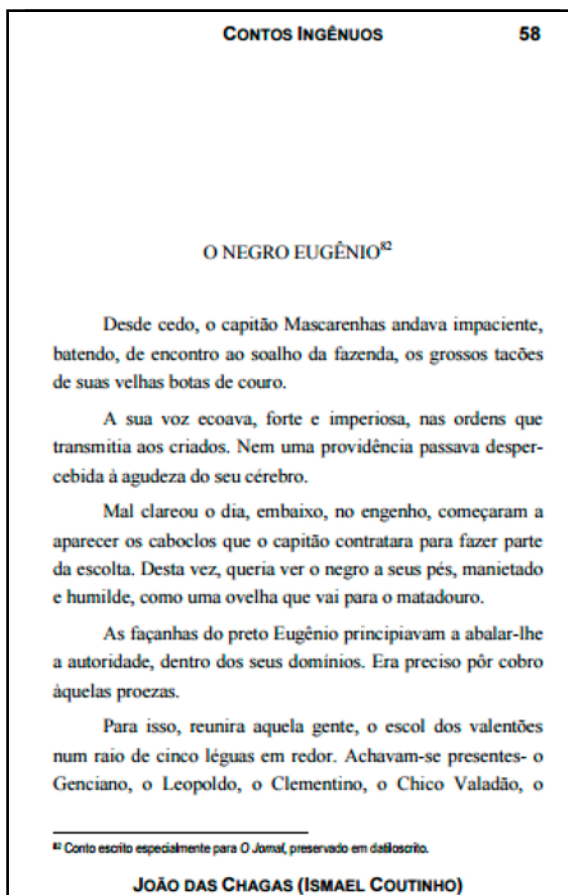 CONTOS INGÊNUOS 58
O NEGRO EUGÊNIO82
Desde cedo, o capitão Mascarenhas andava impaciente,
batendo, de encontro ao soalho da fazenda, os grossos tacões
de suas velhas botas de couro.
A sua voz ecoava, forte e imperiosa, nas ordens que
transmitia aos criados. Nem uma providência passava desper-
cebida à agudeza do seu cérebro.
Mal clareou o dia, embaixo, no engenho, começaram a
aparecer os caboclos que o capitão contratara para fazer parte
da escolta. Desta vez, queria ver o negro a seus pés, manietado
e humilde, como uma ovelha que vai para o matadouro.
As façanhas do preto Eugênio principiavam a abalar-lhe
a autoridade, dentro dos seus domínios. Era preciso pôr cobro
àquelas proezas.
Para isso, reunira aquela gente, o escol dos valentões
num raio de cinco léguas em redor. Achavam-se presentes- o
Genciano, o Leopoldo, o Clementino, o Chico Valadão, o
82 Conto escrito especialmente para O Jornal, preservado em datiloscrito.
JOÃO DAS CHAGAS (ISMAEL COUTINHO)